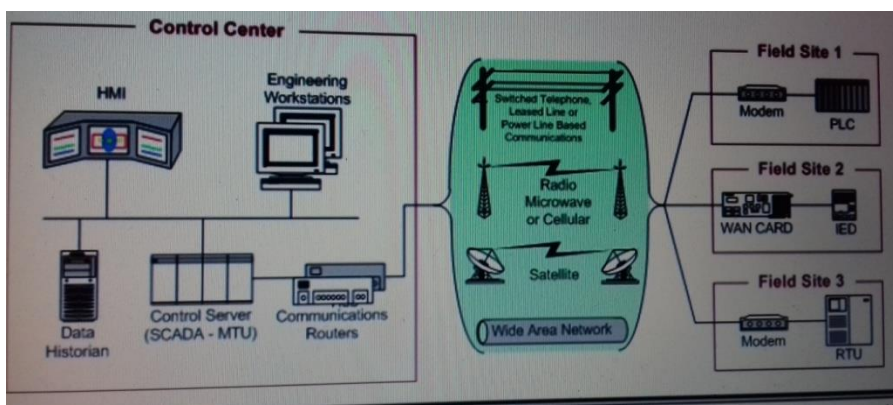 Control Center
HMI
Engineering
Workstations
Data
Historian
Control Server
(SCADA - MTU)
Communications
Routers
Switched Telephone,
Leased Line or
Power Line Based
Communications
Radio
Microwave
or Cellular
Satellite
Wide Area Network
Field Site 1
Modem
PLC
Field Site 2
WAN CARD
IED
Field Site 3
Modem
RTU